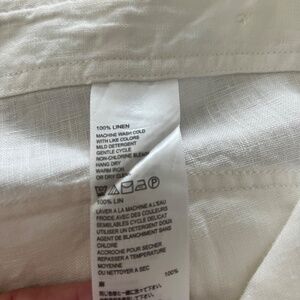 100% LINEN
MACHINE WASH COLD
WITH LIKE COLORS
MILD DETERGENT
GENTLE CYCLE
NON-CHLORINE BLEACH
HANG DRY
WARM IRON
OR DRY CLEAN
100% LIN
LAVER A LA MACHINE A L'EAU
FROIDE AVEC DES COULEURS
SEMBLABLES CYCLE DELICAT
UTILISER UN DETERGENT DOUX
AGENT DE BLANCHIMENT SANS
CHLORE
ACCROCHE POUR SECHER
REPASSER A TEMPERATURE
MOYENNE
OU NETTOYER A SEC
麻 100%